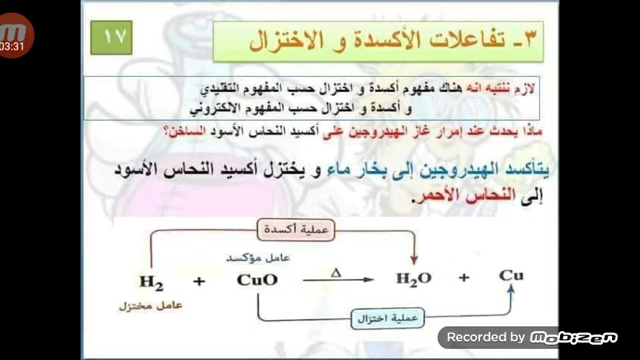 03:31
١٧
٣- تفاعلات الأكسدة و الاختزال
لازم ننتبه انه هناك مفهوم أكسدة و اختزال حسب المفهوم التقليدي
و أكسدة و اختزال حسب المفهوم الالكتروني
ماذا يحدث عند إمرار غاز الهيدروجين على أكسيد النحاس الأسود الساخن؟
يتأكسد الهيدروجين إلى بخار ماء و يختزل أكسيد النحاس الأسود
إلى النحاس الأحمر.
عملية أكسدة
عامل مؤكسد
H₂ + CuO Δ → H₂O + Cu
عامل مختزل
عملية اختزال
Recorded by mobizen